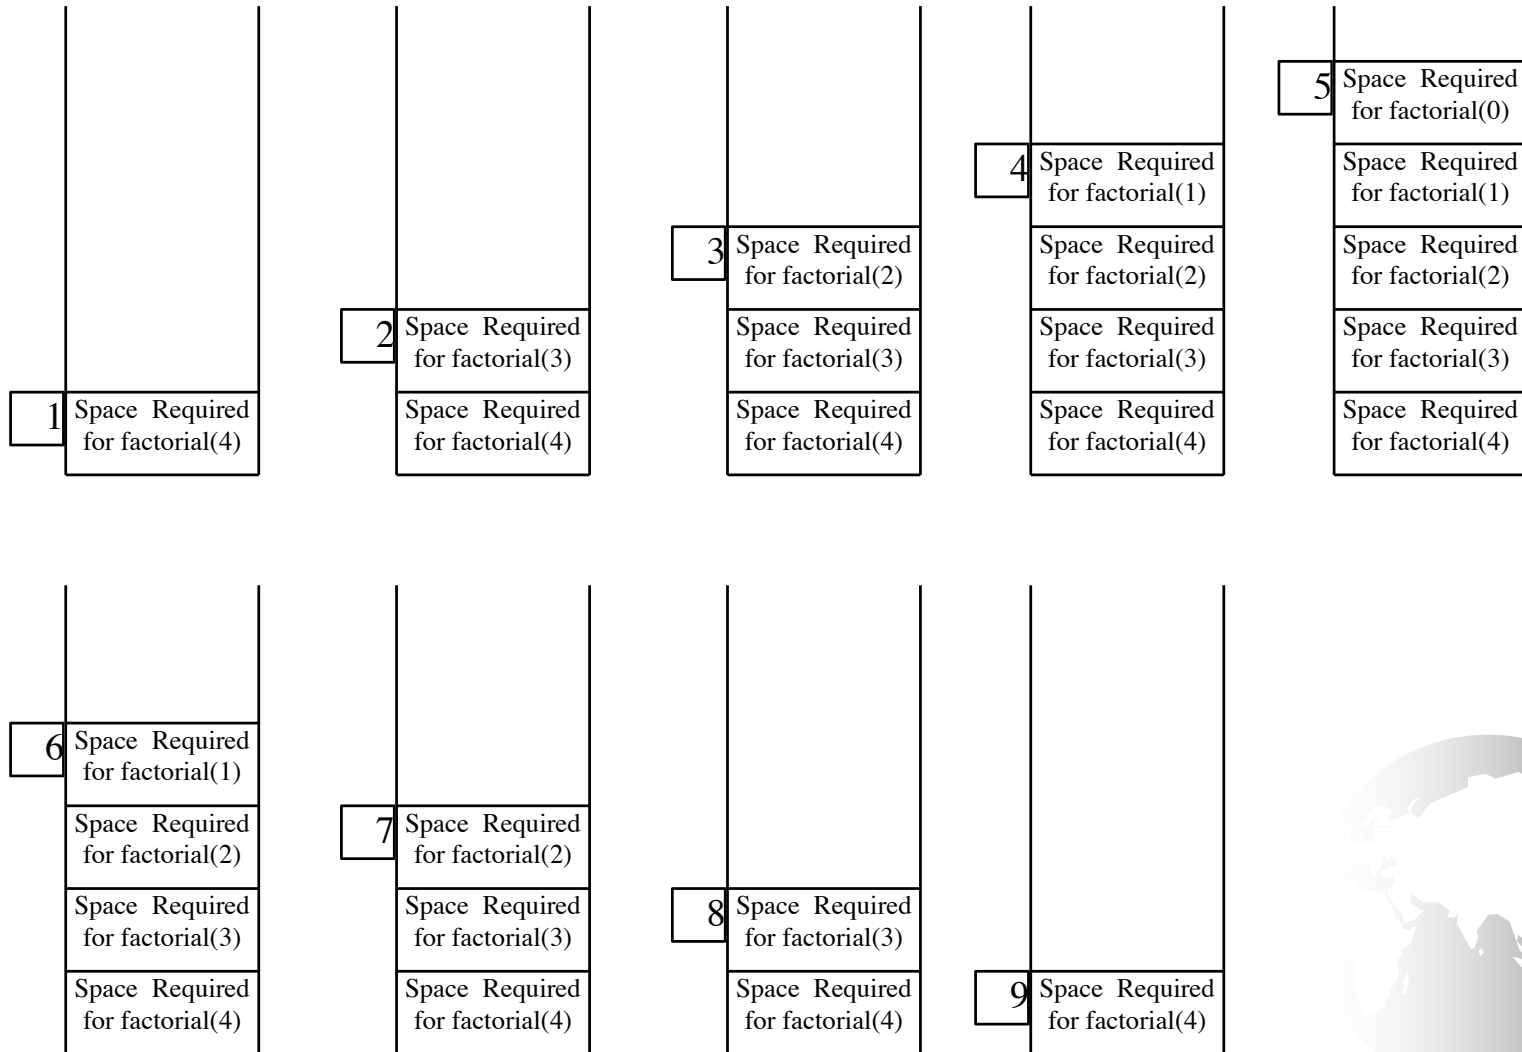 1
Space Required
for factorial(4)
2
Space Required
for factorial(3)
Space Required
for factorial(4)
3
Space Required
for factorial(2)
Space Required
for factorial(3)
Space Required
for factorial(4)
4
Space Required
for factorial(1)
Space Required
for factorial(2)
Space Required
for factorial(3)
Space Required
for factorial(4)
5
Space Required
for factorial(0)
Space Required
for factorial(1)
Space Required
for factorial(2)
Space Required
for factorial(3)
Space Required
for factorial(4)
6
Space Required
for factorial(1)
Space Required
for factorial(2)
Space Required
for factorial(3)
Space Required
for factorial(4)
7
Space Required
for factorial(2)
Space Required
for factorial(3)
Space Required
for factorial(4)
8
Space Required
for factorial(3)
Space Required
for factorial(4)
9
Space Required
for factorial(4)